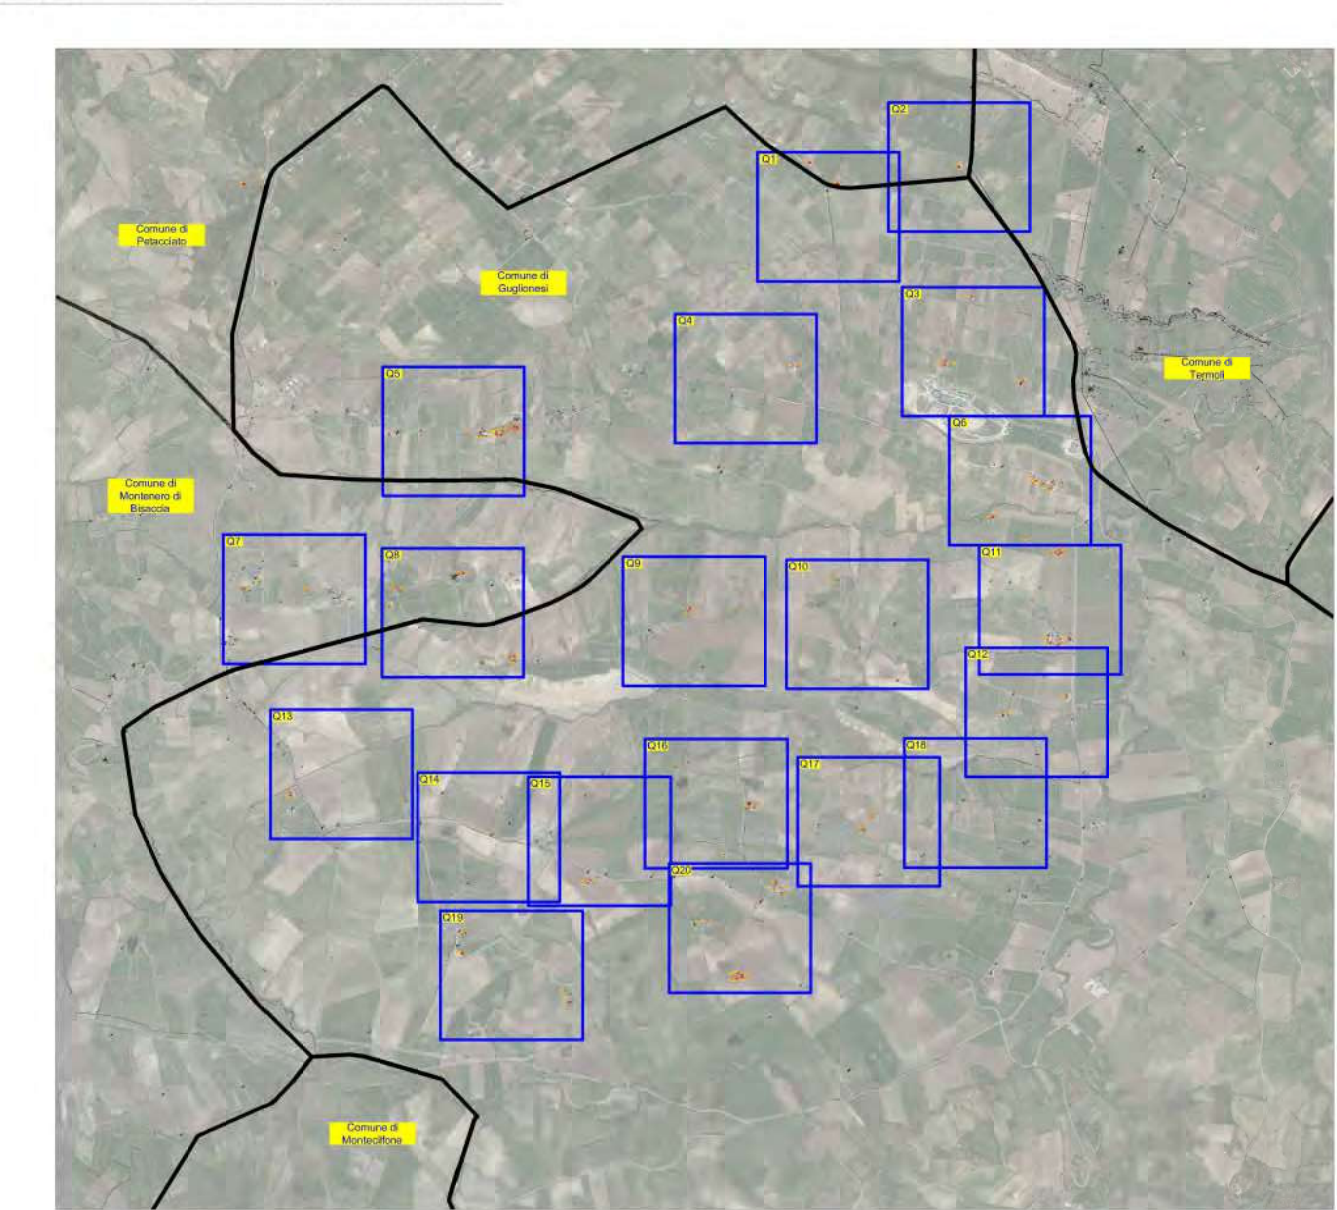 Q2
Q1
Comune di
Petacciato
Comune di
Guglionesi
Q3
Q4
Comune di
Termoli
Q5
Q6
Comune di
Montenero di
Bisaccia
Q7
Q8
Q9
Q10
Q11
Q12
Q13
Q14
Q15
Q16
Q17
Q18
Q20
Q19
Comune di
Montecilfone